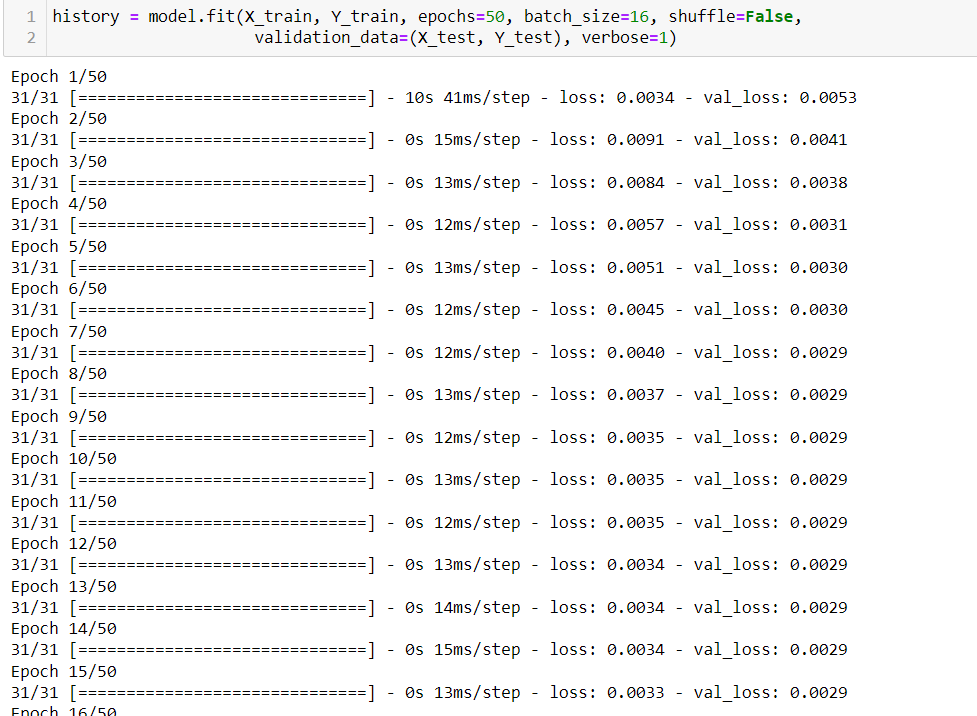 1 history = model.fit(X_train, Y_train, epochs=50, batch_size=16, shuffle=False,
2 validation_data=(X_test, Y_test), verbose=1)
Epoch 1/50
31/31 [==============================] - 10s 41ms/step - loss: 0.0034 - val_loss: 0.0053
Epoch 2/50
31/31 [==============================] - 0s 15ms/step - loss: 0.0091 - val_loss: 0.0041
Epoch 3/50
31/31 [==============================] - 0s 13ms/step - loss: 0.0084 - val_loss: 0.0038
Epoch 4/50
31/31 [==============================] - 0s 12ms/step - loss: 0.0057 - val_loss: 0.0031
Epoch 5/50
31/31 [==============================] - 0s 13ms/step - loss: 0.0051 - val_loss: 0.0030
Epoch 6/50
31/31 [==============================] - 0s 12ms/step - loss: 0.0045 - val_loss: 0.0030
Epoch 7/50
31/31 [==============================] - 0s 12ms/step - loss: 0.0040 - val_loss: 0.0029
Epoch 8/50
31/31 [==============================] - 0s 13ms/step - loss: 0.0037 - val_loss: 0.0029
Epoch 9/50
31/31 [==============================] - 0s 12ms/step - loss: 0.0035 - val_loss: 0.0029
Epoch 10/50
31/31 [==============================] - 0s 13ms/step - loss: 0.0035 - val_loss: 0.0029
Epoch 11/50
31/31 [==============================] - 0s 12ms/step - loss: 0.0035 - val_loss: 0.0029
Epoch 12/50
31/31 [==============================] - 0s 13ms/step - loss: 0.0034 - val_loss: 0.0029
Epoch 13/50
31/31 [==============================] - 0s 14ms/step - loss: 0.0034 - val_loss: 0.0029
Epoch 14/50
31/31 [==============================] - 0s 15ms/step - loss: 0.0034 - val_loss: 0.0029
Epoch 15/50
31/31 [==============================] - 0s 13ms/step - loss: 0.0033 - val_loss: 0.0029
Epoch 16/50